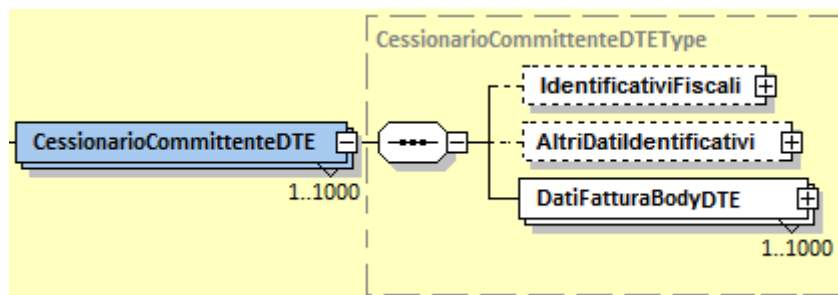 CessionarioCommittenteDTEType
IdentificativiFiscali
CessionarioCommittenteDTE
AltriDatiIdentificativi
1..1000
DatiFatturaBodyDTE
1..1000